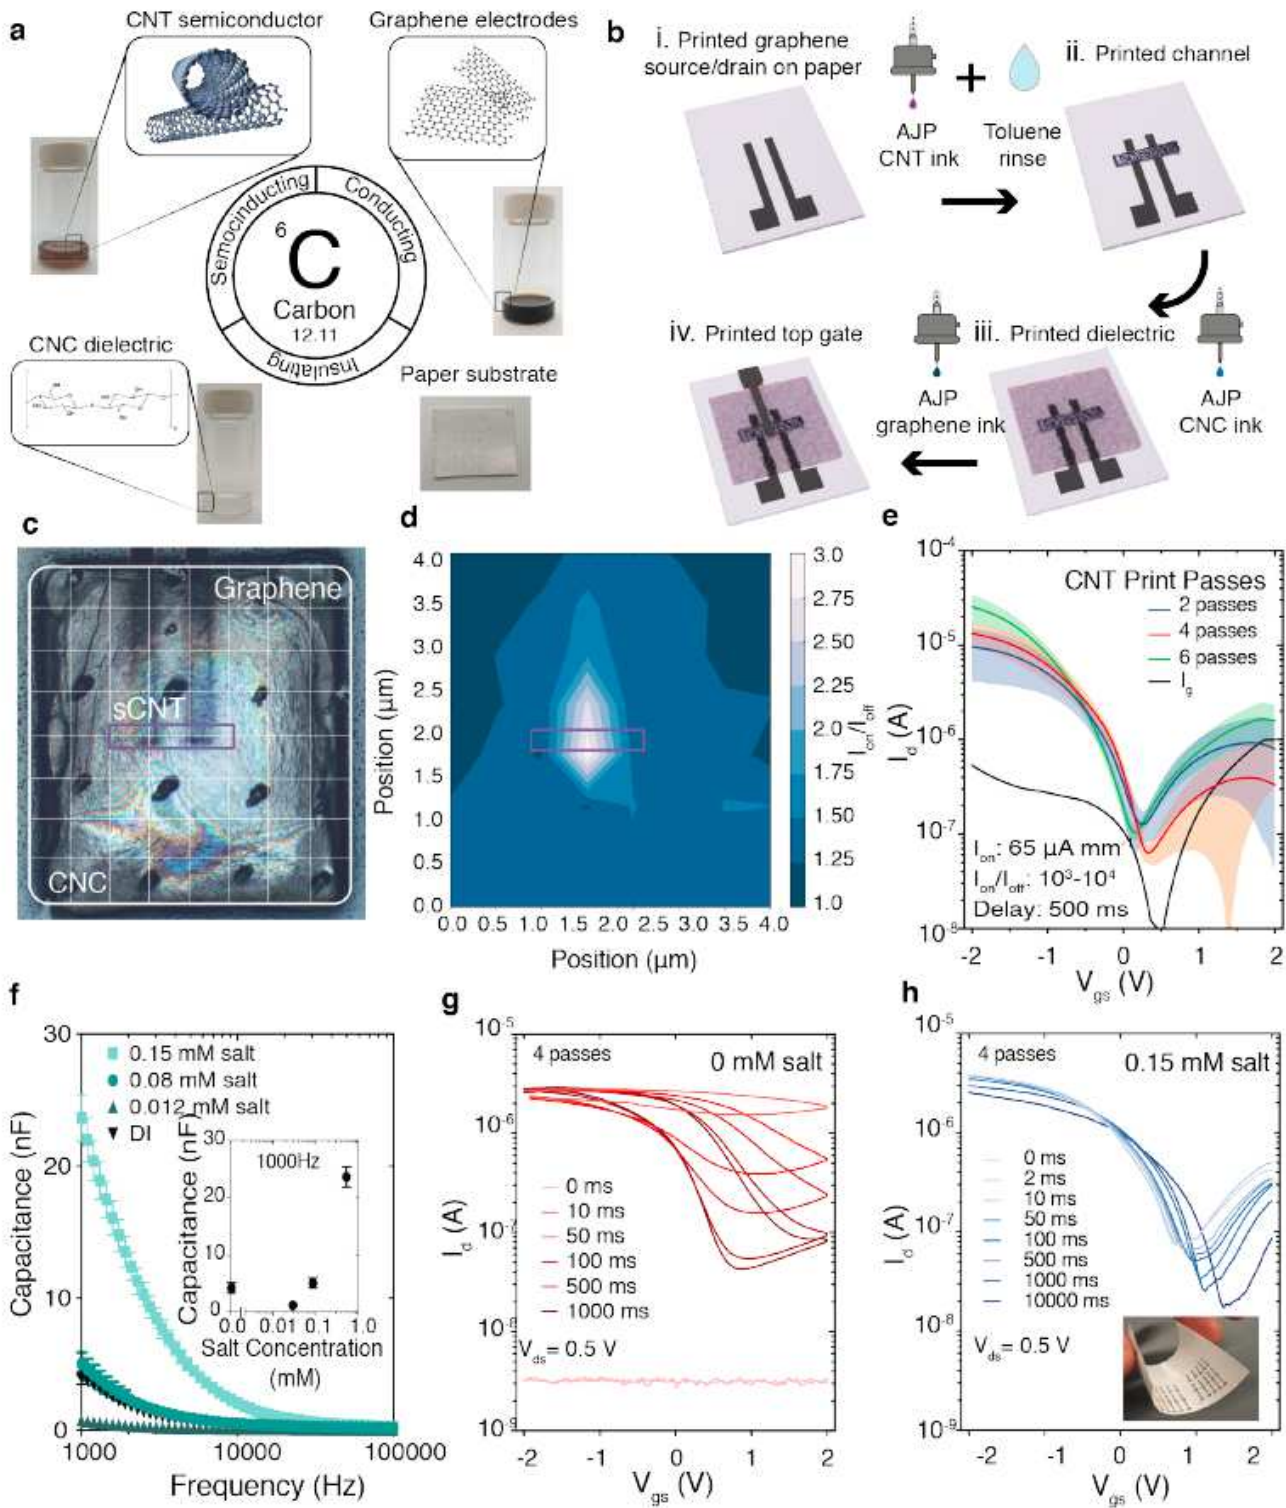 a
CNT semiconductor
Graphene electrodes
Semocinducting
Conducting
Insulating
6
C
Carbon
12.11
CNC dielectric
Paper substrate
b
i. Printed graphene
source/drain on paper
AJP
CNT ink
+
Toluene
rinse
ii. Printed channel
iii. Printed dielectric
AJP
CNC ink
iv. Printed top gate
AJP
graphene ink
c
Graphene
sCNT
CNC
d
Position (µm)
4.0
3.5
3.0
2.5
2.0
1.5
1.0
0.5
0.0
0.0 0.5 1.0 1.5 2.0 2.5 3.0 3.5 4.0
Position (µm)
3.0
2.75
2.50
2.25
2.0
1.75
1.50
1.25
1.0
Ion/Ioff
e
CNT Print Passes
2 passes
4 passes
6 passes
Ig
Id (A)
10-4
10-5
10-6
10-7
10-8
Ion: 65 µA mm
Ion/Ioff: 10³-10⁴
Delay: 500 ms
-2 -1 0 1 2
Vgs (V)
f
Capacitance (nF)
30
20
10
0
0.15 mM salt
0.08 mM salt
0.012 mM salt
DI
Capacitance (nF)
30
20
10
0
1000Hz
0.0 0.01 0.1 1.0
Salt Concentration
(mM)
1000 10000 100000
Frequency (Hz)
g
4 passes
0 mM salt
Id (A)
10-5
10-6
10-7
10-8
10-9
0 ms
10 ms
50 ms
100 ms
500 ms
1000 ms
Vds= 0.5 V
-2 -1 0 1 2
Vgs (V)
h
4 passes
0.15 mM salt
Id (A)
10-5
10-6
10-7
10-8
10-9
0 ms
2 ms
10 ms
50 ms
100 ms
500 ms
1000 ms
10000 ms
Vds= 0.5 V
-2 -1 0 1 2
Vgs (V)